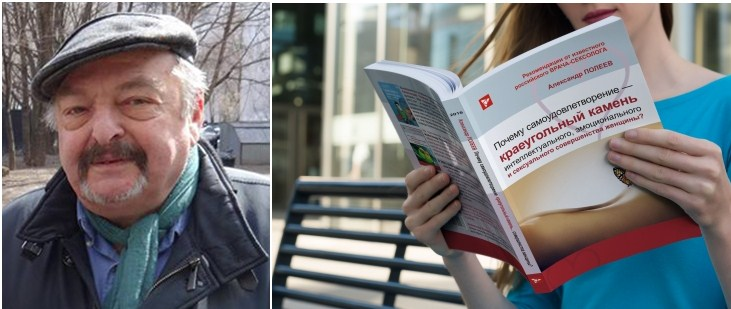 Рекомендации от известного
российского ВРАЧА-СЕКСОЛОГА
Александр ПОЛЕЕВ
Почему самоудовлетворение —
краеугольный камень
интеллектуального, эмоционального
и сексуального совершенства женщины?